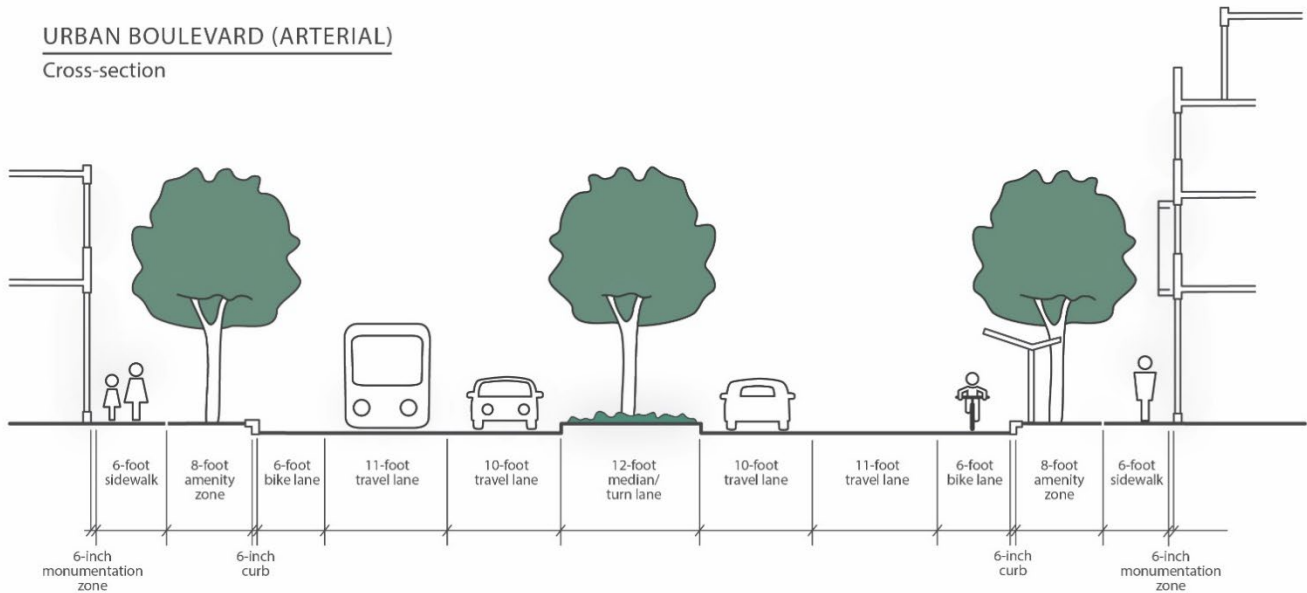 URBAN BOULEVARD (ARTERIAL)
Cross-section
6-foot
sidewalk
8-foot
amenity
zone
6-foot
bike lane
11-foot
travel lane
10-foot
travel lane
12-foot
median/
turn lane
10-foot
travel lane
11-foot
travel lane
6-foot
bike lane
8-foot
amenity
zone
6-foot
sidewalk
6-inch
monumentation
zone
6-inch
curb
6-inch
curb
6-inch
monumentation
zone